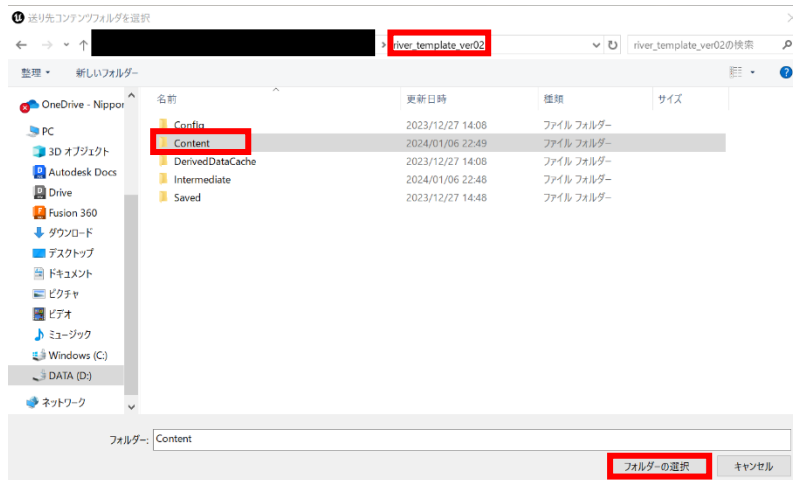 送り先コンテンツフォルダを選択
river_template_ver02
river_template_ver02の検索
整理
新しいフォルダー
名前 更新日時 種類 サイズ
Config 2023/12/27 14:08 ファイル フォルダー
Content 2024/01/06 22:49 ファイル フォルダー
DerivedDataCache 2023/12/27 14:08 ファイル フォルダー
Intermediate 2024/01/06 22:48 ファイル フォルダー
Saved 2023/12/27 14:48 ファイル フォルダー
OneDrive - Nippor
PC
3D オブジェクト
Autodesk Docs
Drive
Fusion 360
ダウンロード
デスクトップ
ドキュメント
ピクチャ
ビデオ
ミュージック
Windows (C:)
DATA (D:)
ネットワーク
フォルダー: Content
フォルダーの選択 キャンセル